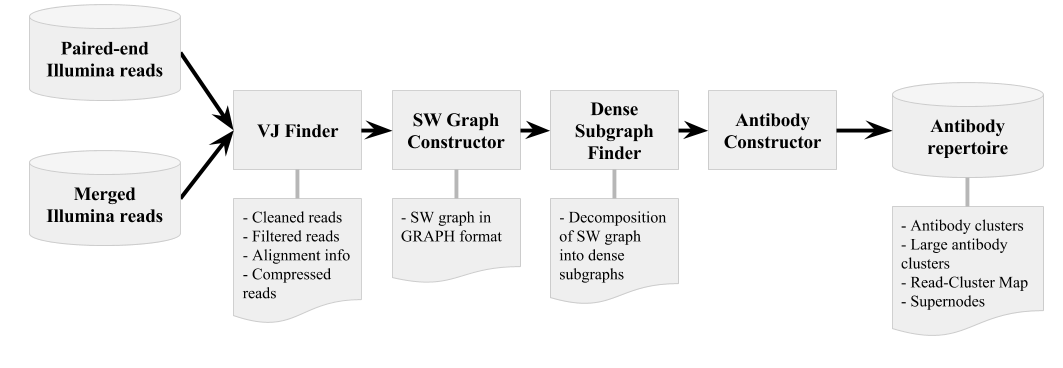 Paired-end
Illumina reads
Merged
Illumina reads
VJ Finder
- Cleaned reads
- Filtered reads
- Alignment info
- Compressed
reads
SW Graph
Constructor
- SW graph in
GRAPH format
Dense
Subgraph
Finder
- Decomposition
of SW graph
into dense
subgraphs
Antibody
Constructor
Antibody
repertoire
- Antibody clusters
- Large antibody
clusters
- Read-Cluster Map
- Supernodes